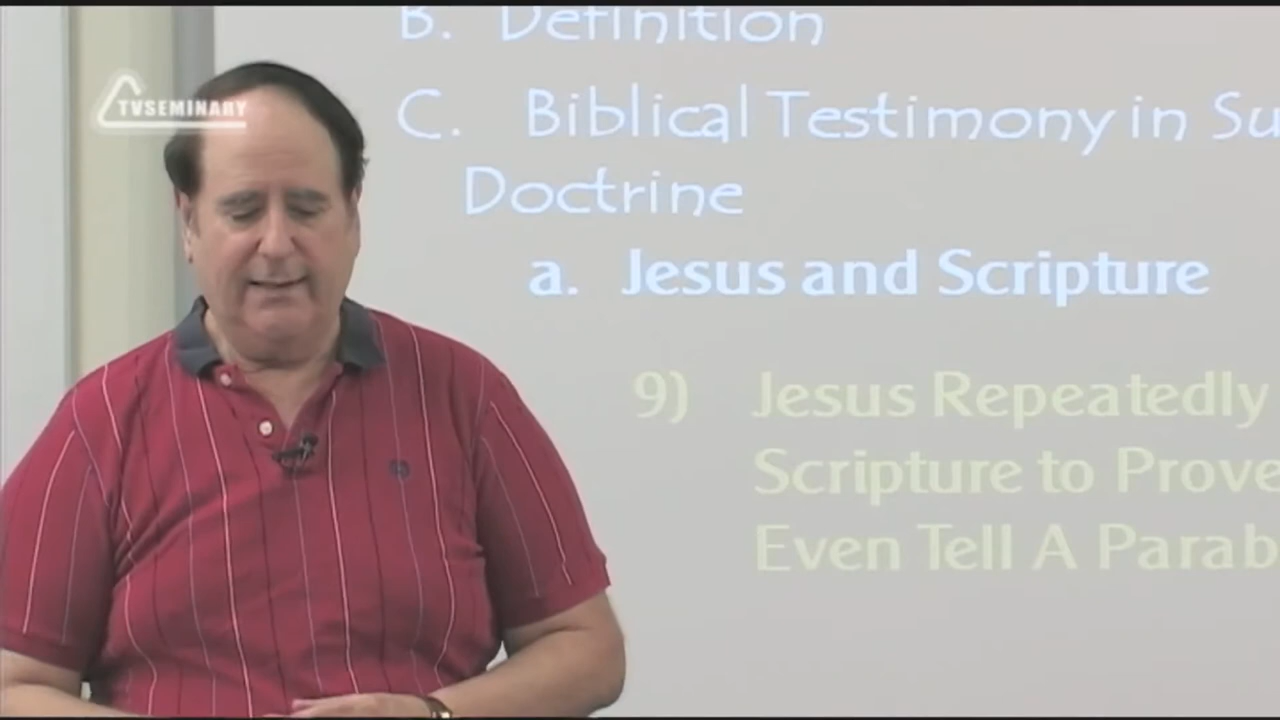 TVSEMINARY
B. Definition
C. Biblical Testimony in Su
Doctrine
a. Jesus and Scripture
9) Jesus Repeatedly
Scripture to Prove
Even Tell A Parab